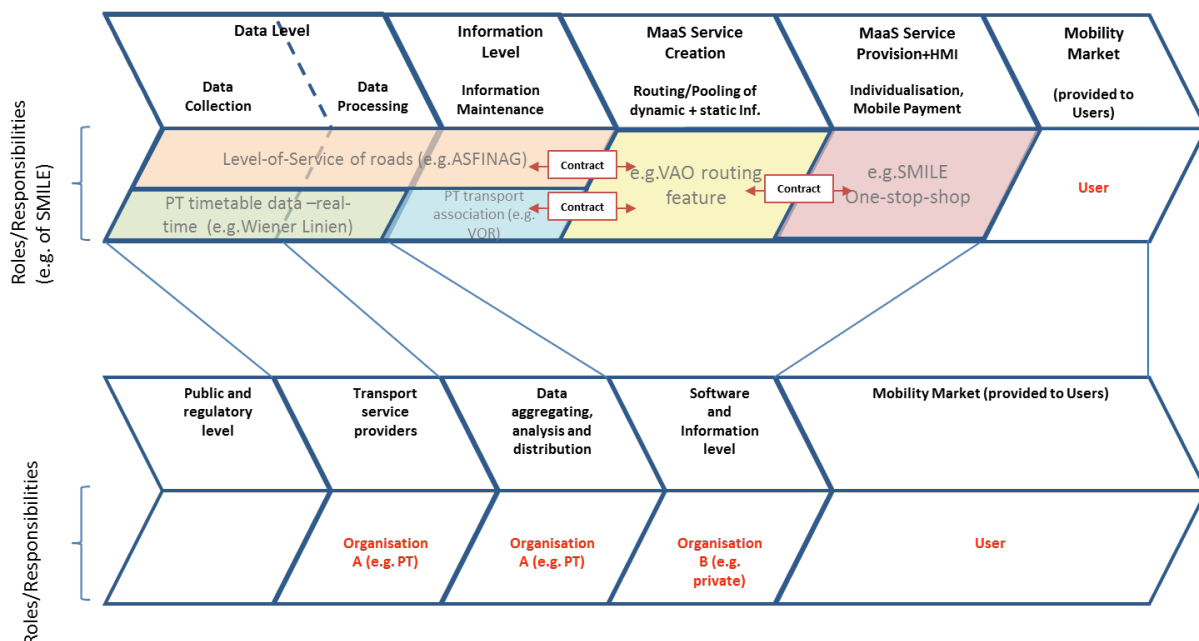 Data Level
Data
Collection
Data
Processing
Information
Level
Information
Maintenance
MaaS Service
Creation
Routing/Pooling of
dynamic + static Inf.
MaaS Service
Provision+HMI
Individualisation,
Mobile Payment
Mobility
Market
(provided to
Users)
Roles/Responsibilities
(e.g. of SMILE)
Level-of-Service of roads (e.g.ASFINAG)
Contract
PT timetable data –real-
time (e.g.Wiener Linien)
PT transport
association (e.g.
VOR)
Contract
e.g.VAO routing
feature
Contract
e.g.SMILE
One-stop-shop
User
Public and
regulatory
level
Transport
service
providers
Data
aggregating,
analysis and
distribution
Software
and
Information
level
Mobility Market (provided to Users)
Roles/Responsibilities
Organisation
A (e.g. PT)
Organisation
A (e.g. PT)
Organisation
B (e.g.
private)
User